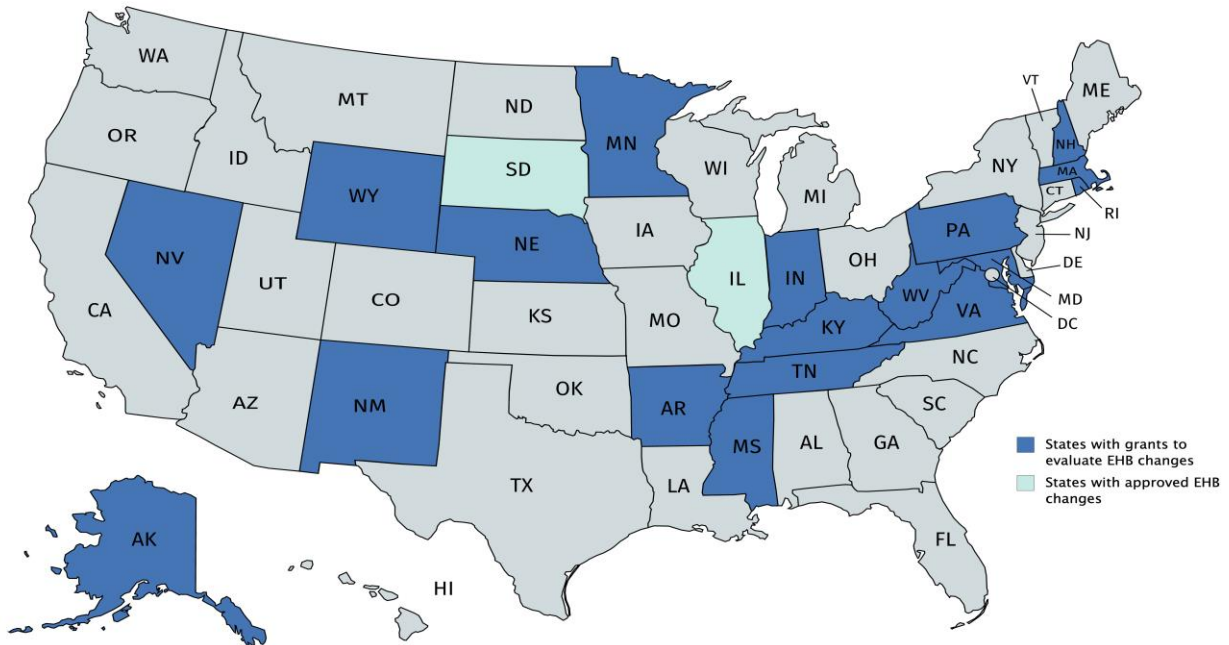 WA
OR
CA
ID
NV
MT
WY
UT
AZ
CO
NM
ND
SD
NE
KS
OK
TX
MN
IA
MO
AR
LA
WI
IL
MI
IN
OH
KY
TN
MS
AL
GA
FL
SC
NC
VA
WV
PA
NY
VT
NH
ME
MA
CT
RI
NJ
DE
MD
DC
AK
HI
States with grants to
evaluate EHB changes
States with approved EHB
changes